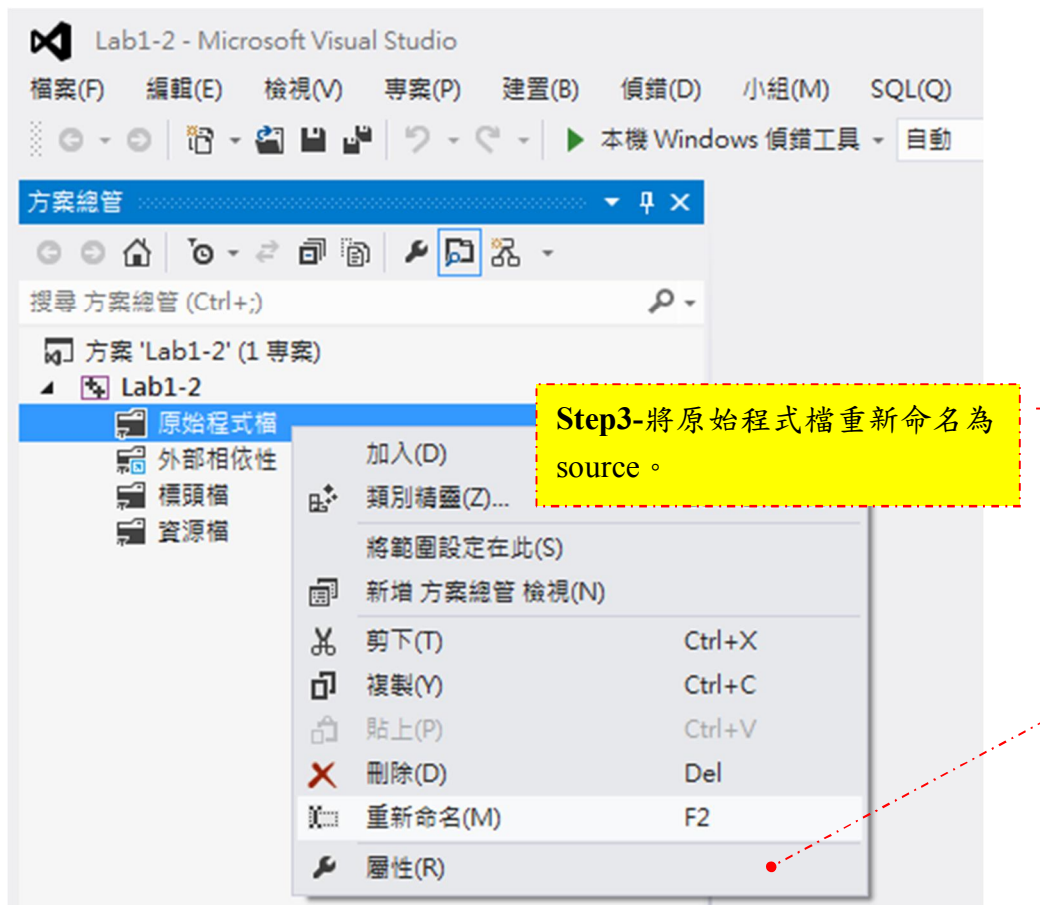 Lab1-2 - Microsoft Visual Studio
檔案(F) 編輯(E) 檢視(V) 專案(P) 建置(B) 偵錯(D) 小組(M) SQL(Q)
本機 Windows 偵錯工具 自動
方案總管
搜尋 方案總管 (Ctrl+;)
方案 'Lab1-2' (1 專案)
Lab1-2
原始程式檔
外部相依性
標頭檔
資源檔
Step3-將原始程式檔重新命名為
source。
加入(D)
類別精靈(Z)...
將範圍設定在此(S)
新增 方案總管 檢視(N)
剪下(T) Ctrl+X
複製(Y) Ctrl+C
貼上(P) Ctrl+V
刪除(D) Del
重新命名(M) F2
屬性(R)